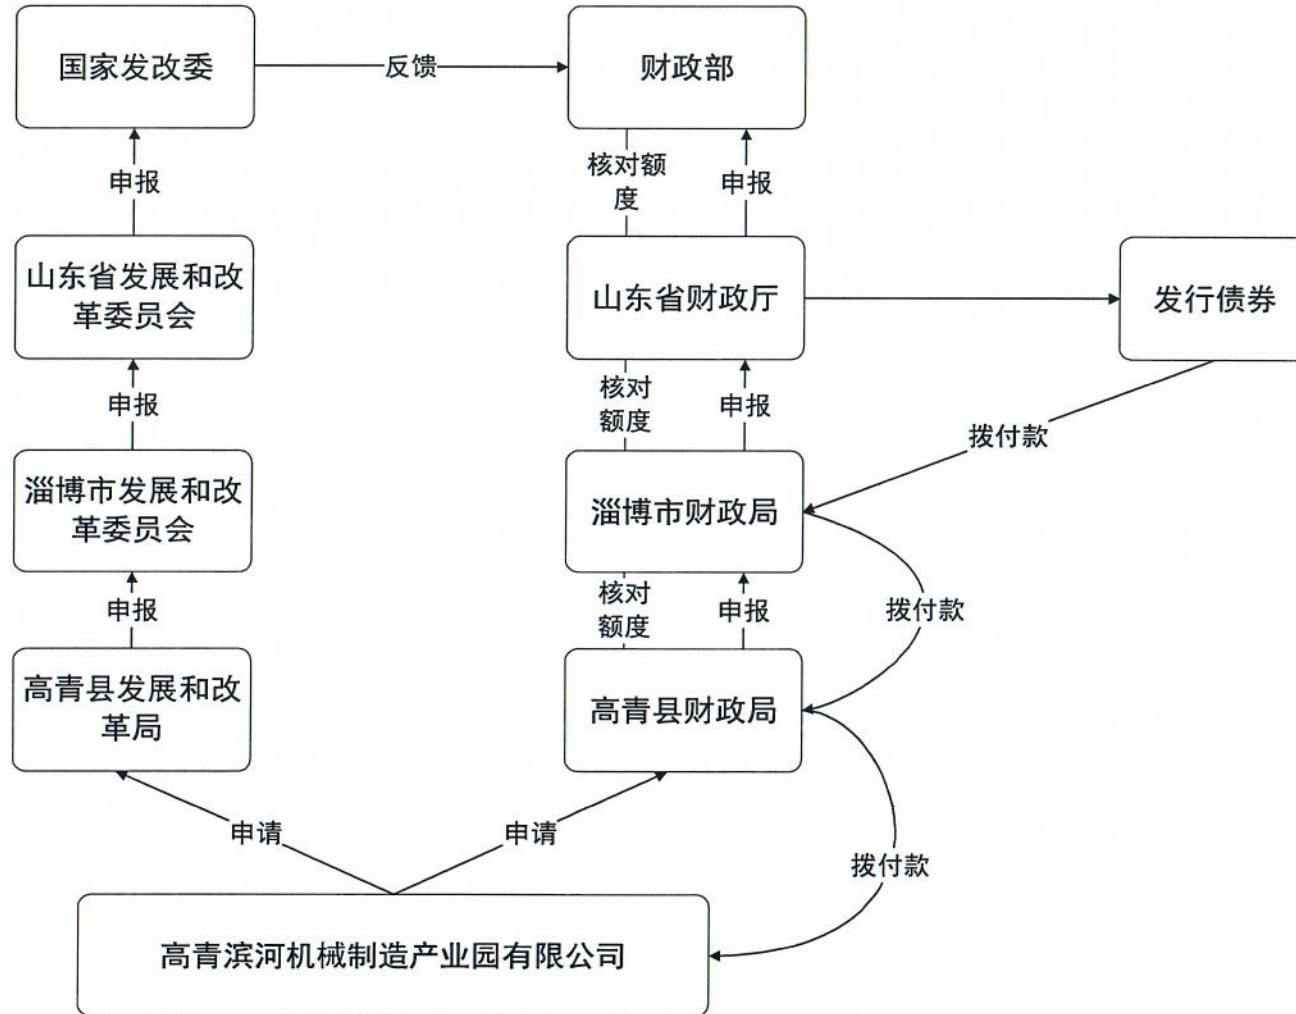 国家发改委
反馈
财政部
申报
核对额
度
申报
山东省发展和改
革委员会
山东省财政厅
发行债券
申报
核对
额度
申报
拨付款
淄博市发展和改
革委员会
淄博市财政局
申报
核对
额度
申报
拨付款
高青县发展和改
革局
高青县财政局
申请
申请
拨付款
高青滨河机械制造产业园有限公司